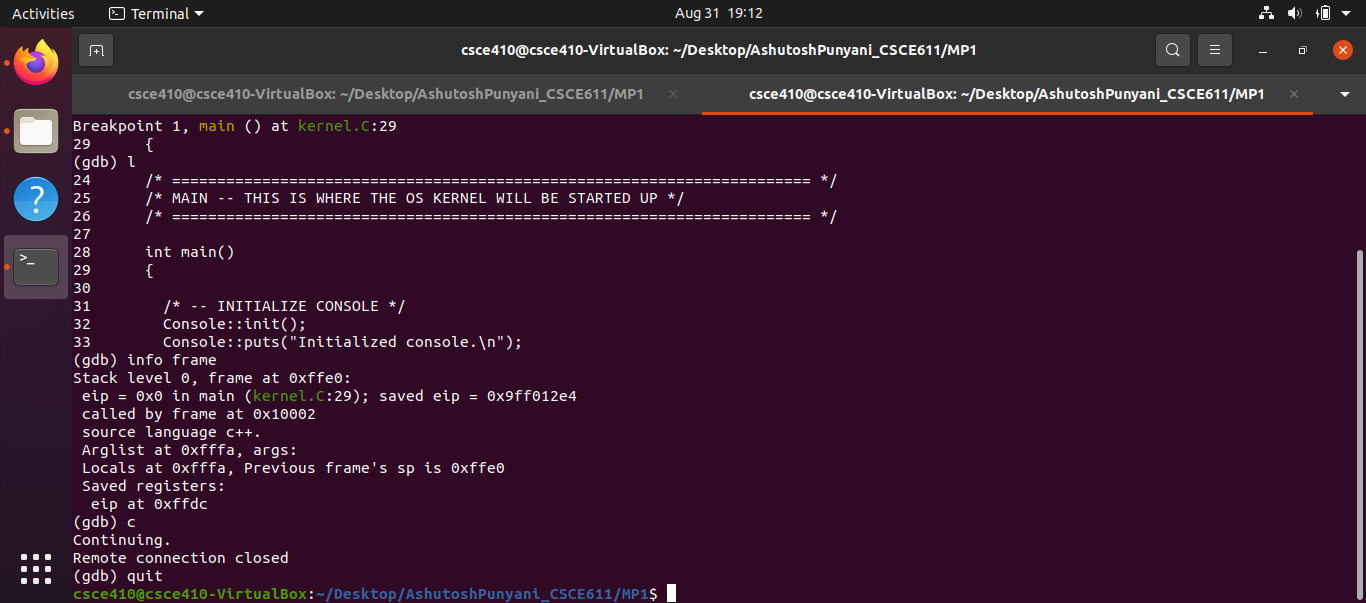 Activities Terminal Aug 31 19:12
csce410@csce410-VirtualBox: ~/Desktop/AshutoshPunyani_CSCE611/MP1
csce410@csce410-VirtualBox: ~/Desktop/AshutoshPunyani_CSCE611/MP1 × csce410@csce410-VirtualBox: ~/Desktop/AshutoshPunyani_CSCE611/MP1 ×
Breakpoint 1, main () at kernel.C:29
29 {
(gdb) l
24 /* ======================================================================= */
25 /* MAIN -- THIS IS WHERE THE OS KERNEL WILL BE STARTED UP */
26 /* ======================================================================= */
27
28 int main()
29 {
30
31 /* -- INITIALIZE CONSOLE */
32 Console::init();
33 Console::puts("Initialized console.\n");
(gdb) info frame
Stack level 0, frame at 0xffe0:
eip = 0x0 in main (kernel.C:29); saved eip = 0x9ff012e4
called by frame at 0x10002
source language c++.
Arglist at 0xfffa, args:
Locals at 0xfffa, Previous frame's sp is 0xffe0
Saved registers:
eip at 0xffdc
(gdb) c
Continuing.
Remote connection closed
(gdb) quit
csce410@csce410-VirtualBox:~/Desktop/AshutoshPunyani_CSCE611/MP1$